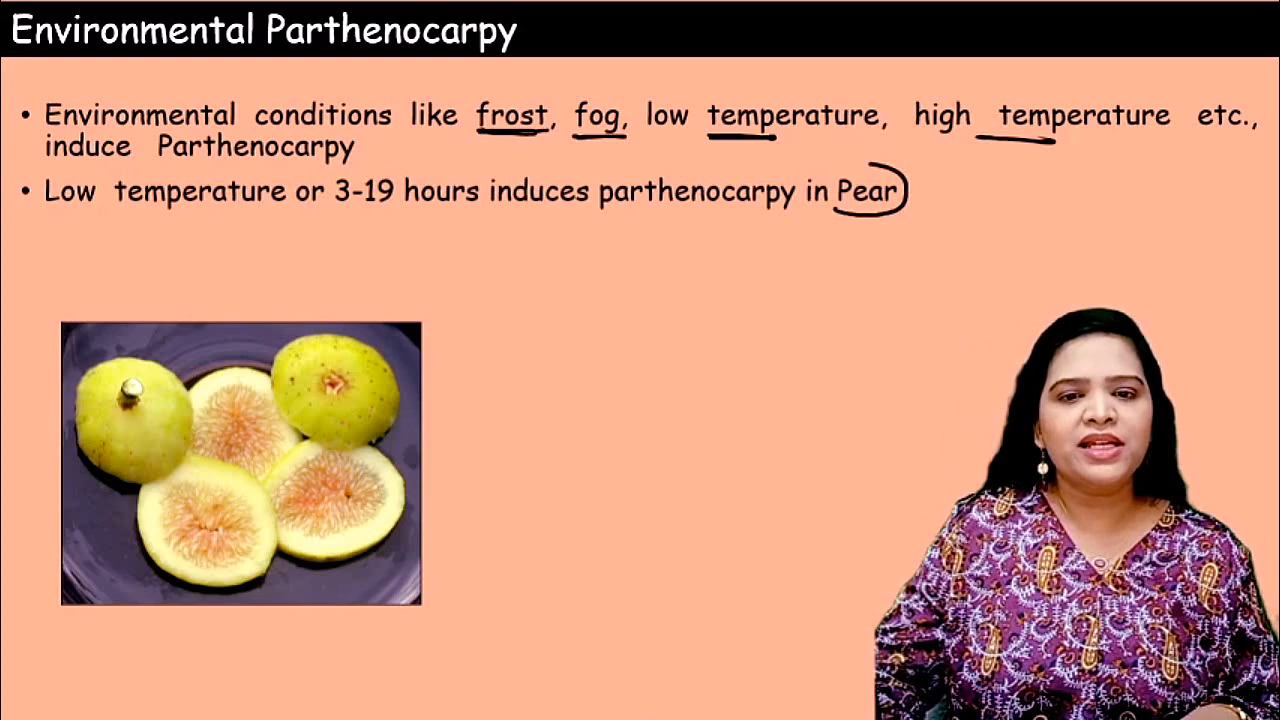 Environmental Parthenocarpy
• Environmental conditions like frost, fog, low temperature, high temperature etc.,
induce Parthenocarpy
• Low temperature or 3-19 hours induces parthenocarpy in Pear